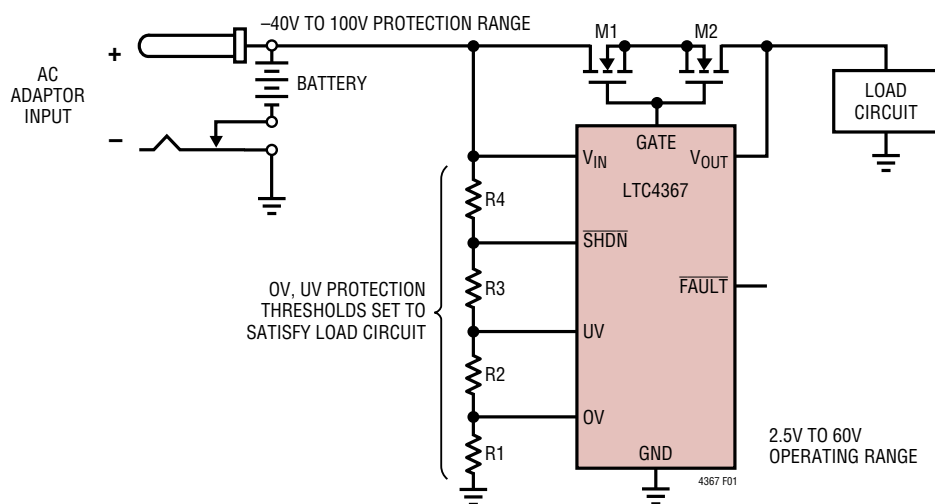 –40V TO 100V PROTECTION RANGE
M1
M2
+
AC
ADAPTOR
INPUT
–
BATTERY
LOAD
CIRCUIT
GATE
VIN
VOUT
LTC4367
R4
SHDN
R3
OV, UV PROTECTION
THRESHOLDS SET TO
SATISFY LOAD CIRCUIT
FAULT
UV
R2
OV
R1
GND
2.5V TO 60V
OPERATING RANGE
4367 F01